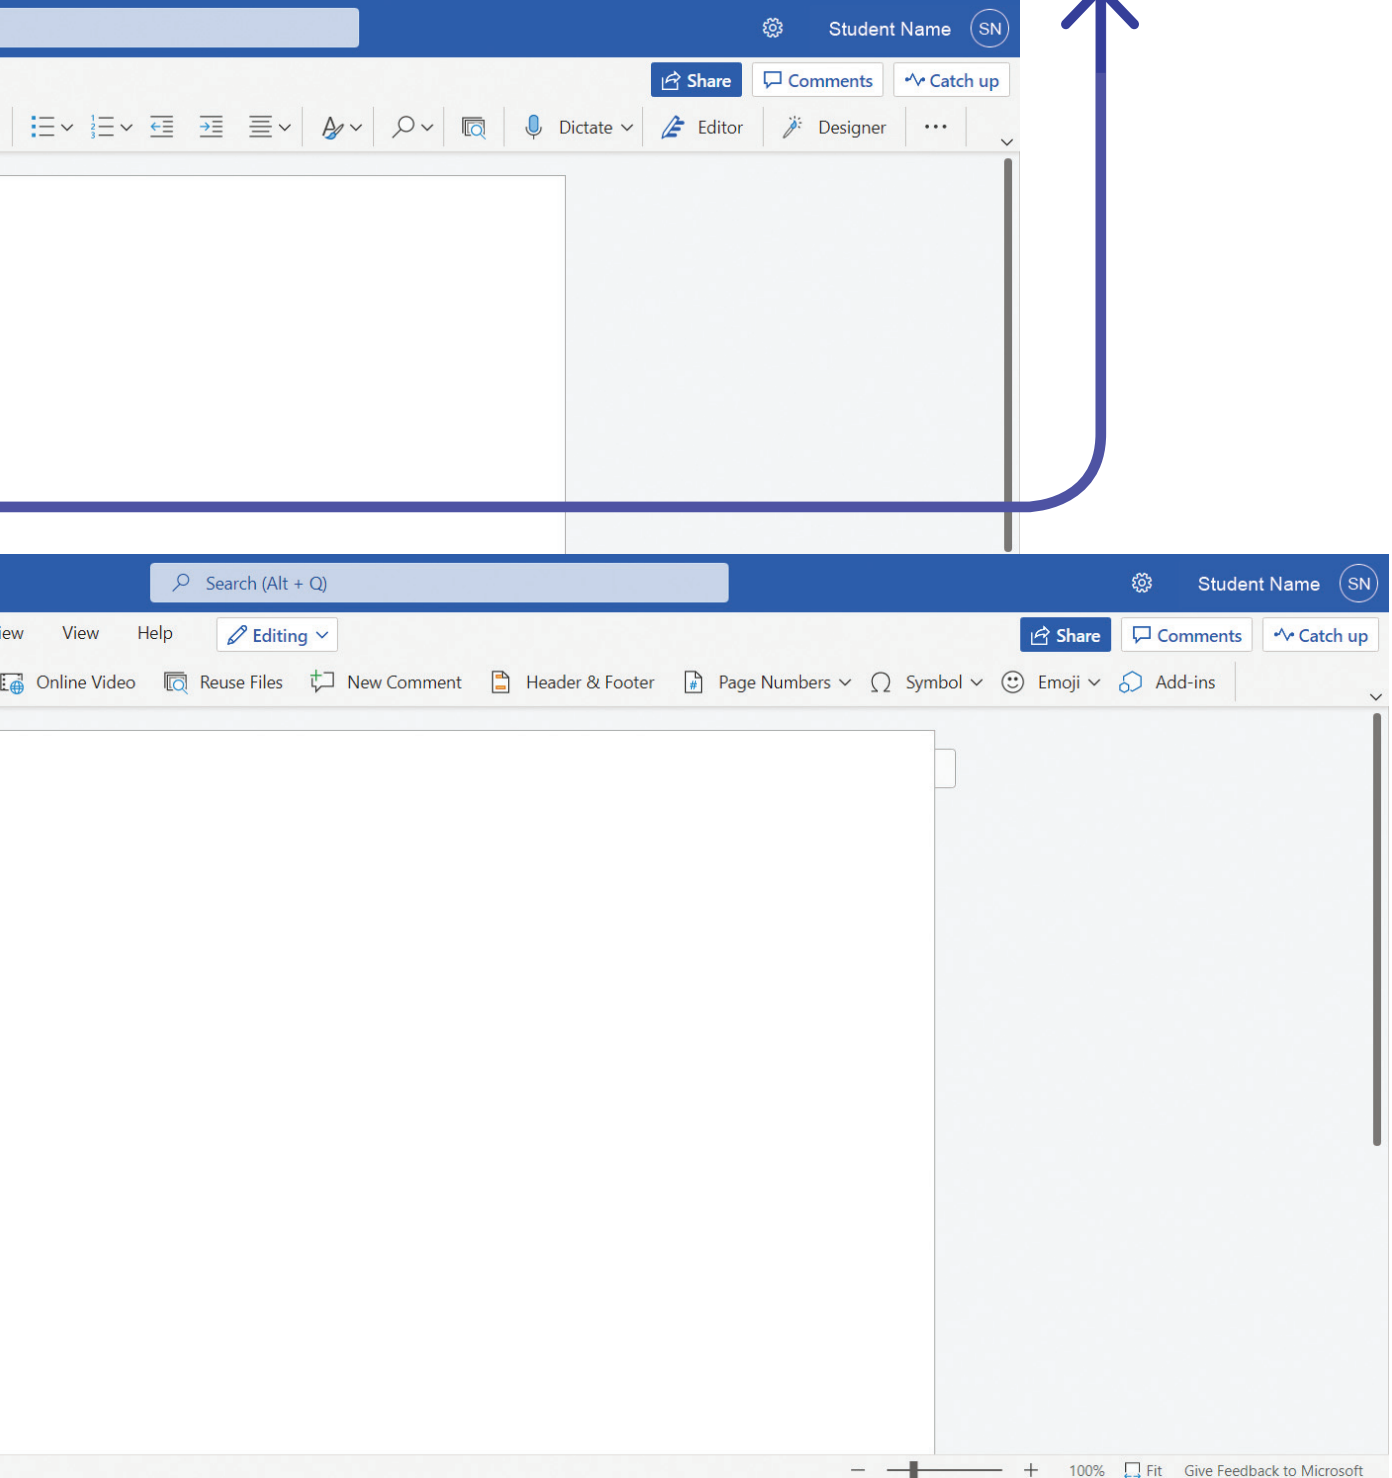 Student Name SN
Share Comments Catch up
Dictate Editor Designer
Search (Alt + Q) Student Name SN
iew View Help Editing Share Comments Catch up
Online Video Reuse Files New Comment Header & Footer Page Numbers Symbol Emoji Add-ins
100% Fit Give Feedback to Microsoft